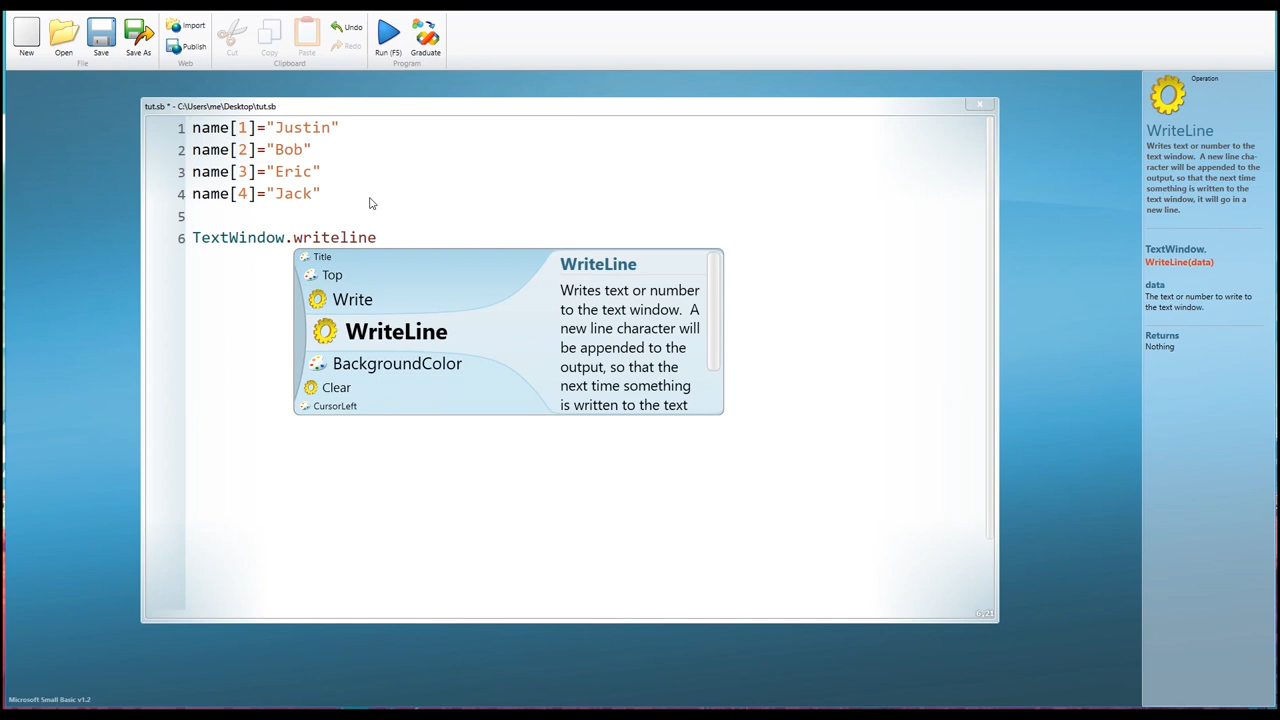 New
Open
Save
Save As
File
Import
Publish
Web
Cut
Copy
Paste
Undo
Redo
Clipboard
Run (F5)
Graduate
Program
tut.sb * - C:\Users\me\Desktop\tut.sb
1 name[1]="Justin"
2 name[2]="Bob"
3 name[3]="Eric"
4 name[4]="Jack"
5
6 TextWindow.writeline
Title
Top
Write
WriteLine
BackgroundColor
Clear
CursorLeft
WriteLine
Writes text or number
to the text window. A
new line character will
be appended to the
output, so that the
next time something
is written to the text
6,21
Operation
WriteLine
Writes text or number to the
text window. A new line cha-
racter will be appended to the
output, so that the next time
something is written to the
text window, it will go in a
new line.
TextWindow.
WriteLine(data)
data
The text or number to write to
the text window.
Returns
Nothing
Microsoft Small Basic v1.2